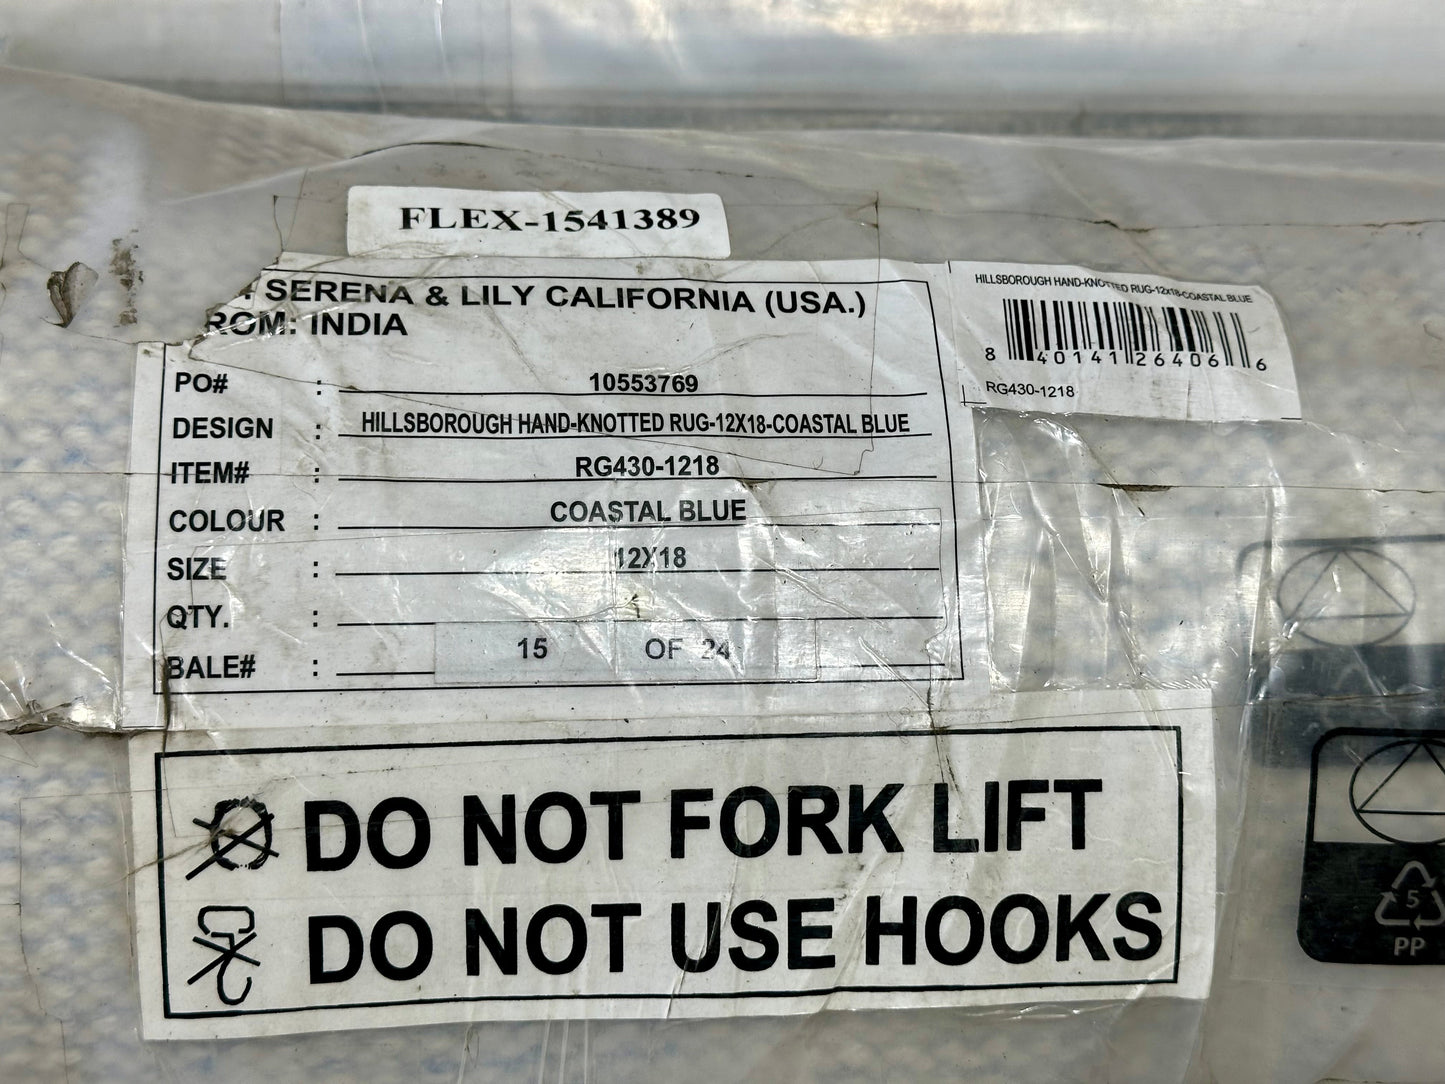 FLEX-1541389
: SERENA & LILY CALIFORNIA (USA.)
ROM: INDIA
PO# : 10553769
DESIGN : HILLSBOROUGH HAND-KNOTTED RUG-12X18-COASTAL BLUE
ITEM# : RG430-1218
COLOUR : COASTAL BLUE
SIZE : 12X18
QTY. : 1
BALE# : 15 OF 24
HILLSBOROUGH HAND-KNOTTED RUG-12x18-COASTAL BLUE
8 40141 26406 6
RG430-1218
DO NOT FORK LIFT
DO NOT USE HOOKS
5
PP